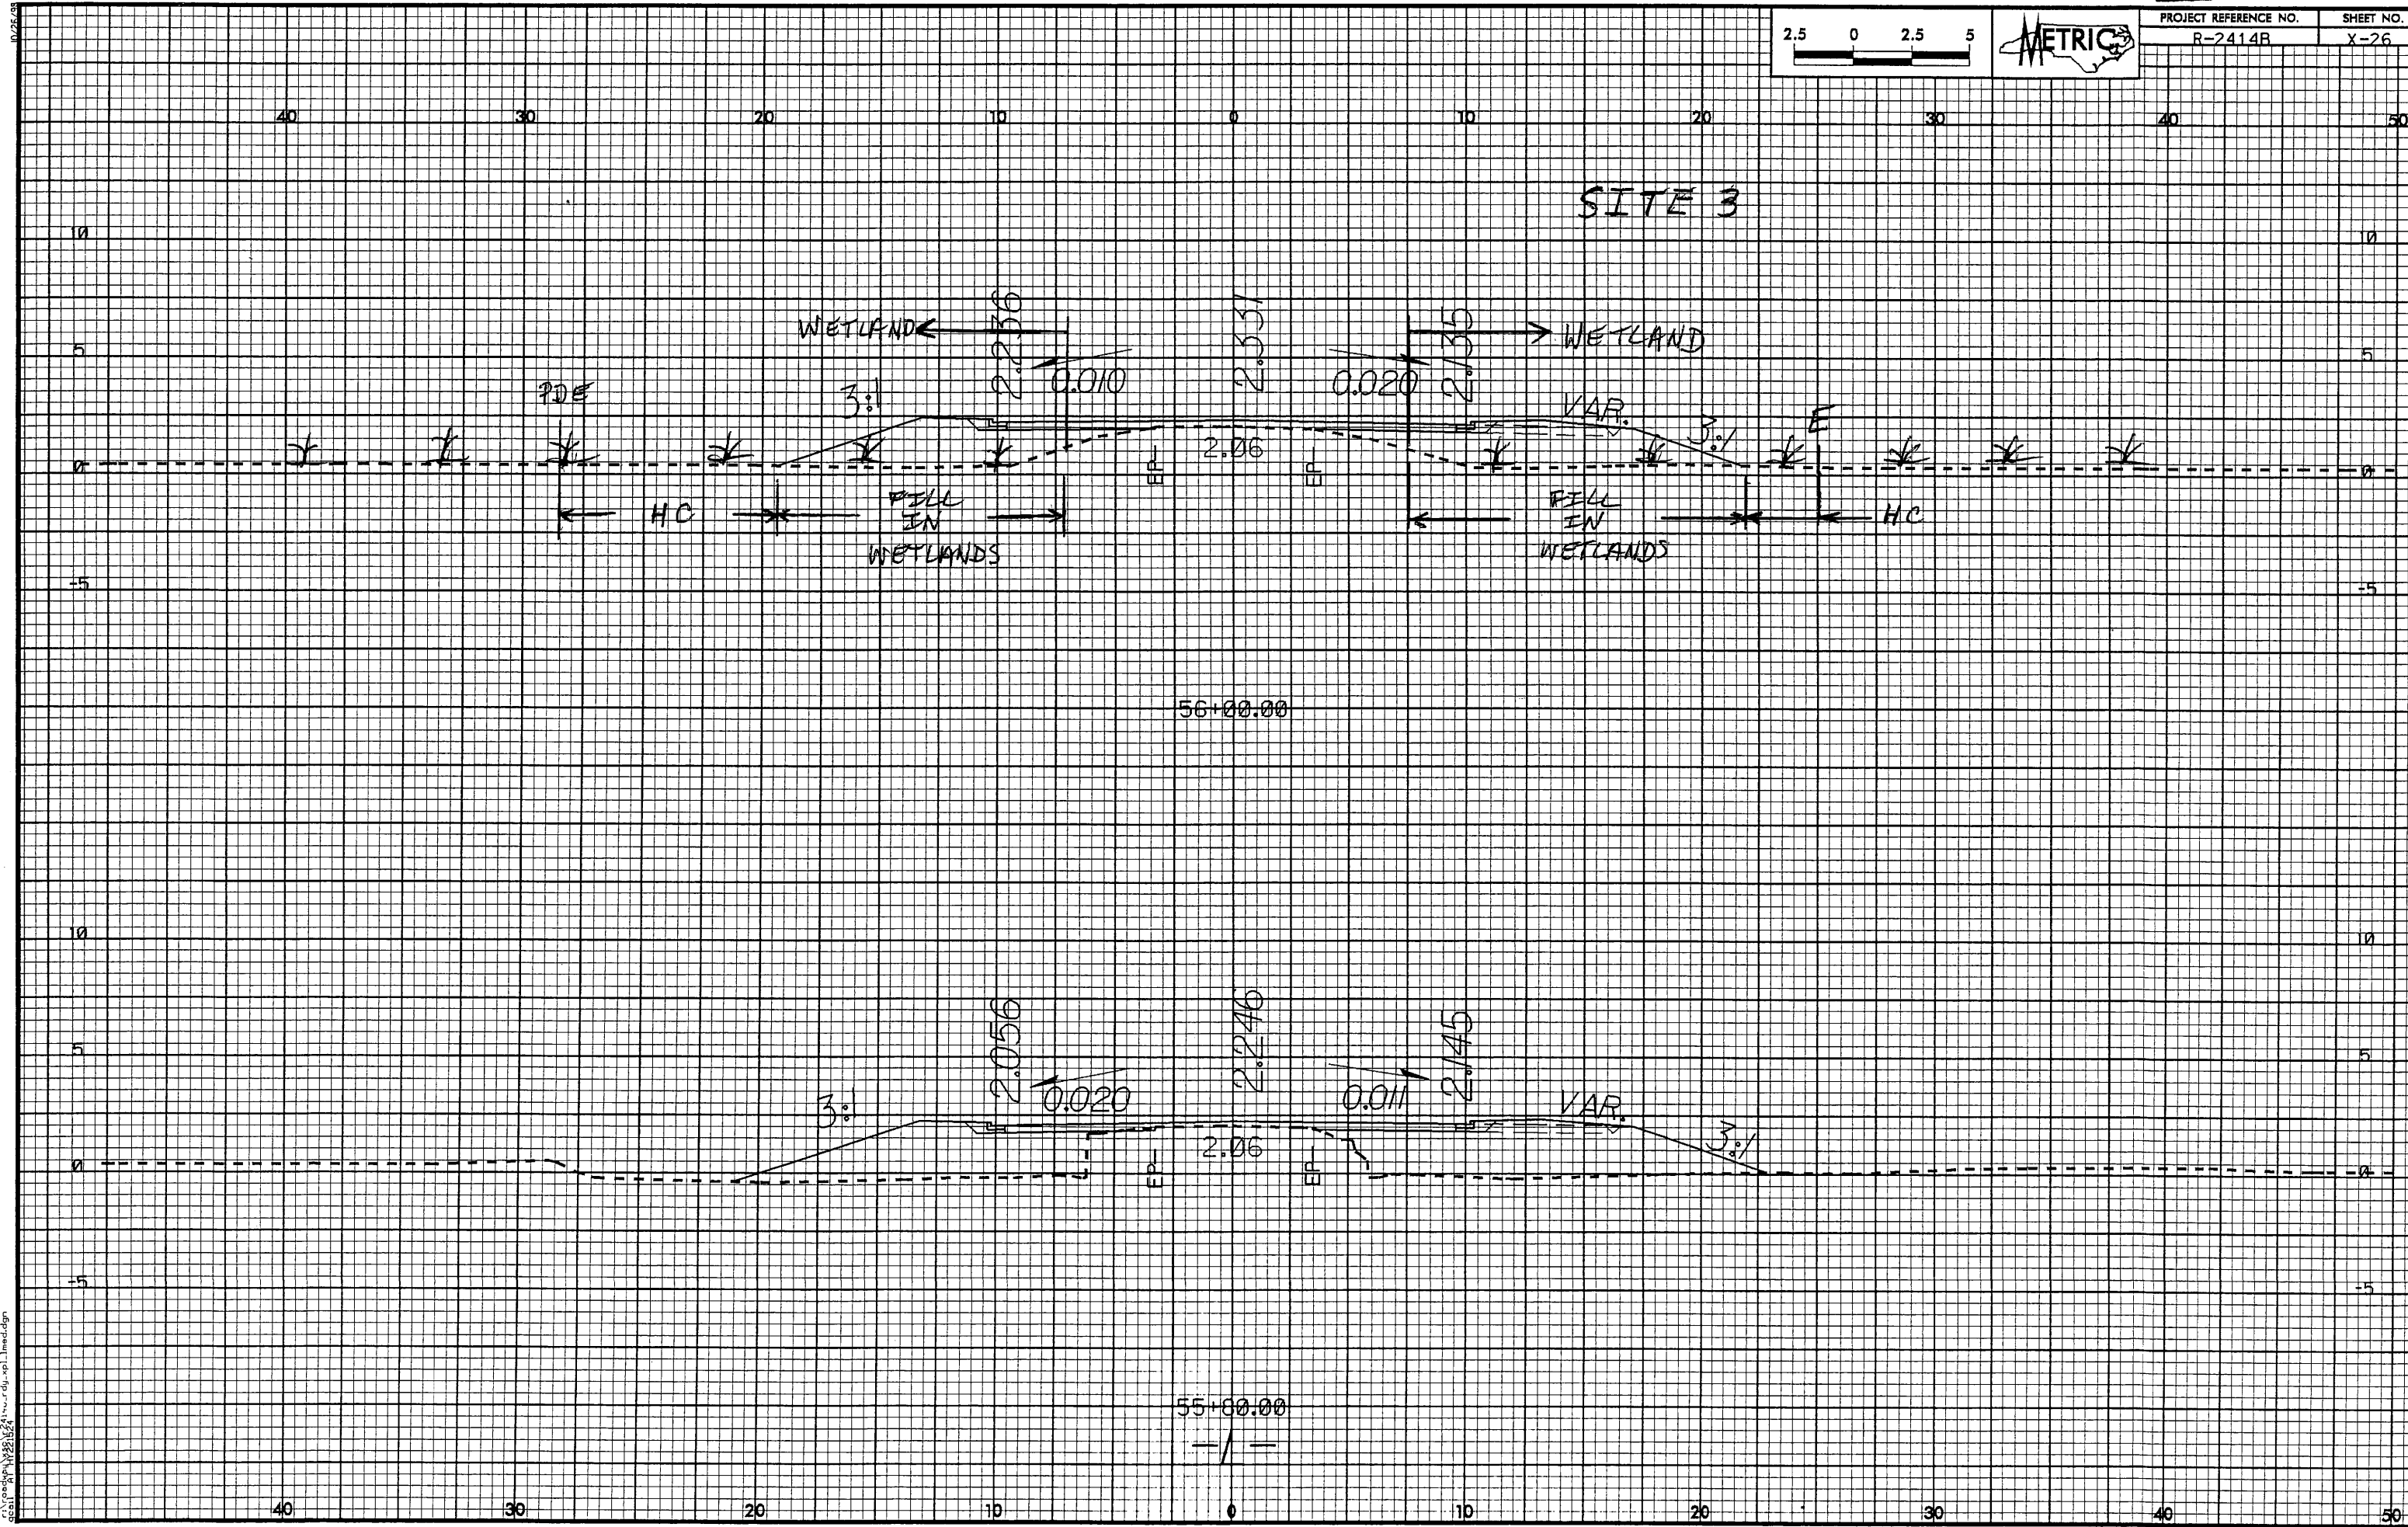 10/26/99
2.5 0 2.5 5
METRIC
PROJECT REFERENCE NO. SHEET NO.
R-2414B X-26
40 30 20 10 0 10 20 30 40 50
SITE 3
10 10
WETLAND WETLAND
2.236 2.331 2.135
5 5
0.010 0.020
PDE 3:1 VAR. 3:1 E
2.06
0 0
EP EP
HC FILL IN WETLANDS FILL IN WETLANDS HC
-5 -5
56+00.00
10 10
2.056 2.246 2.145
5 5
3:1 0.020 0.011 VAR. 3:1
2.06
0 0
EP EP
-5 -5
55+80.00
40 30 20 10 0 10 20 30 40 50